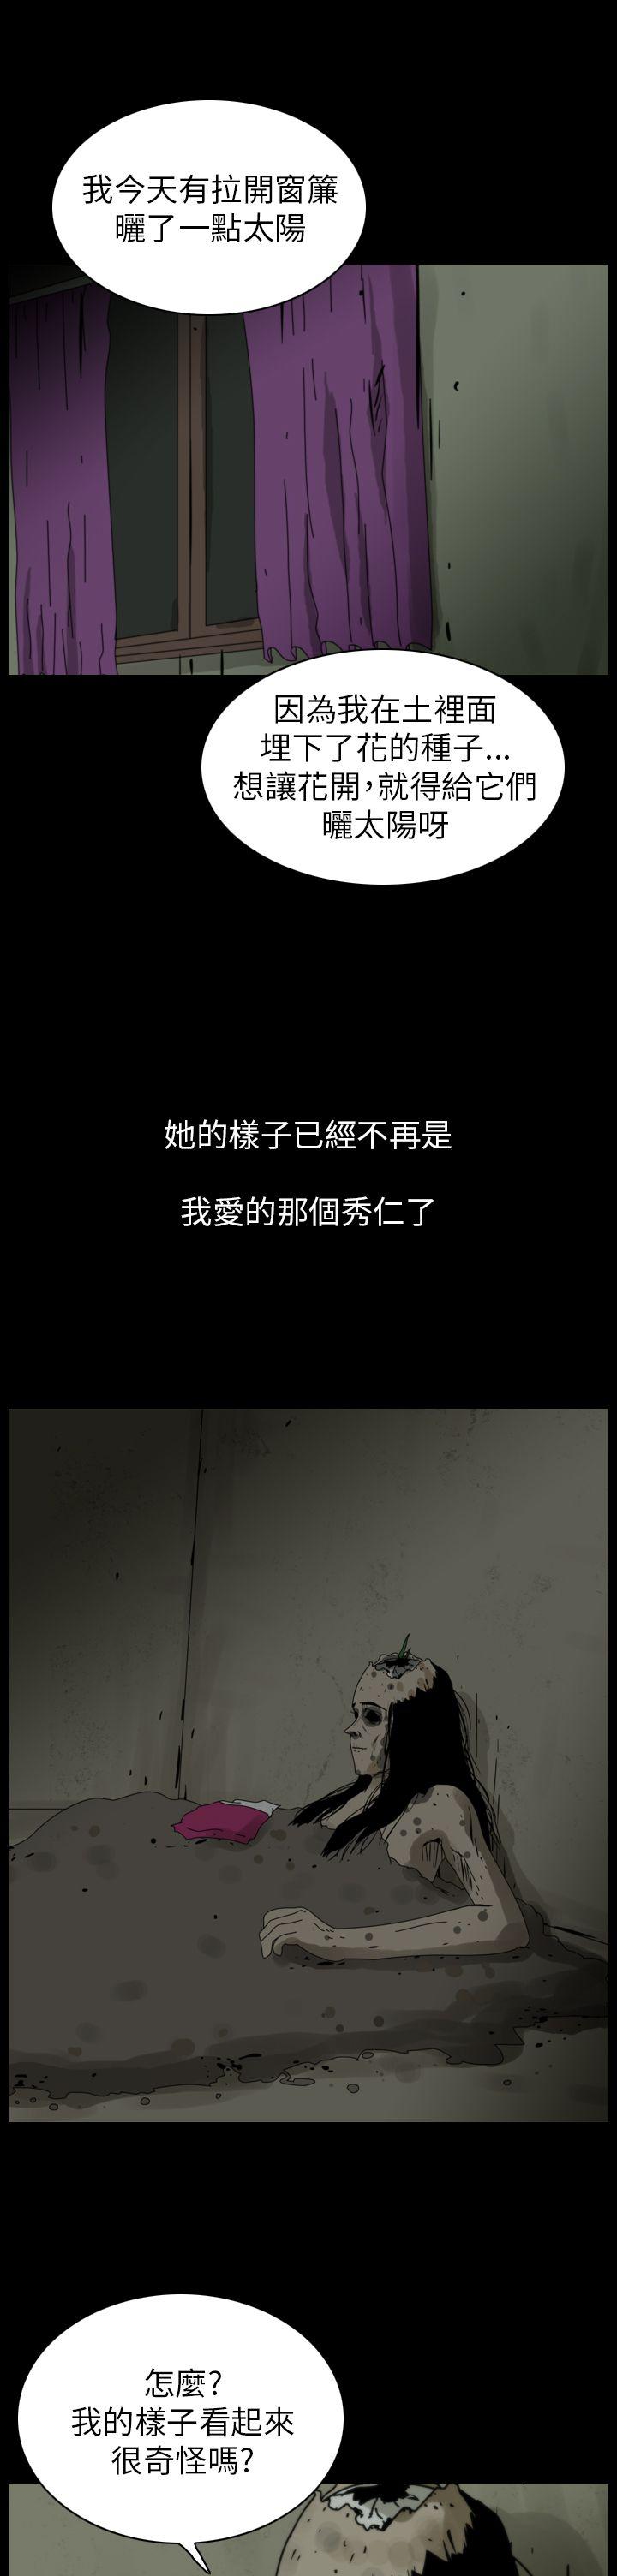 我今天有拉開窗簾
曬了一點太陽
因為我在土裡面
埋下了花的種子...
想讓花開，就得給它們
曬太陽呀
她的樣子已經不再是
我愛的那個秀仁了
怎麼?
我的樣子看起來
很奇怪嗎?